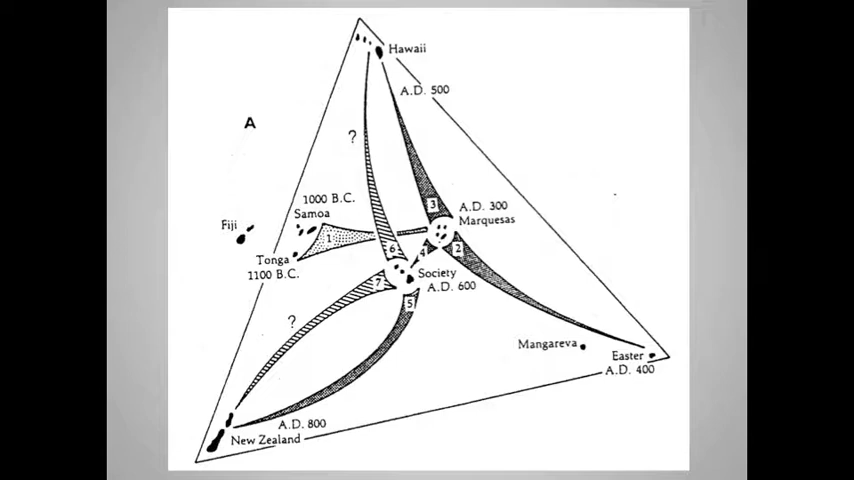 Hawaii
A.D. 500
A
?
1000 B.C.
Samoa
3
A.D. 300
Marquesas
Fiji
1
Tonga
1100 B.C.
6
4
2
7
Society
A.D. 600
5
?
Mangareva
Easter
A.D. 400
A.D. 800
New Zealand